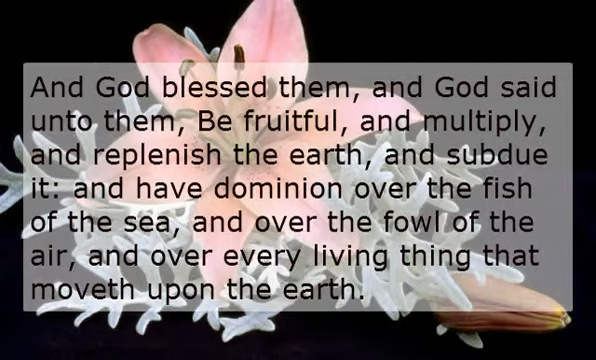 And God blessed them, and God said
unto them, Be fruitful, and multiply,
and replenish the earth, and subdue
it: and have dominion over the fish
of the sea, and over the fowl of the
air, and over every living thing that
moveth upon the earth.